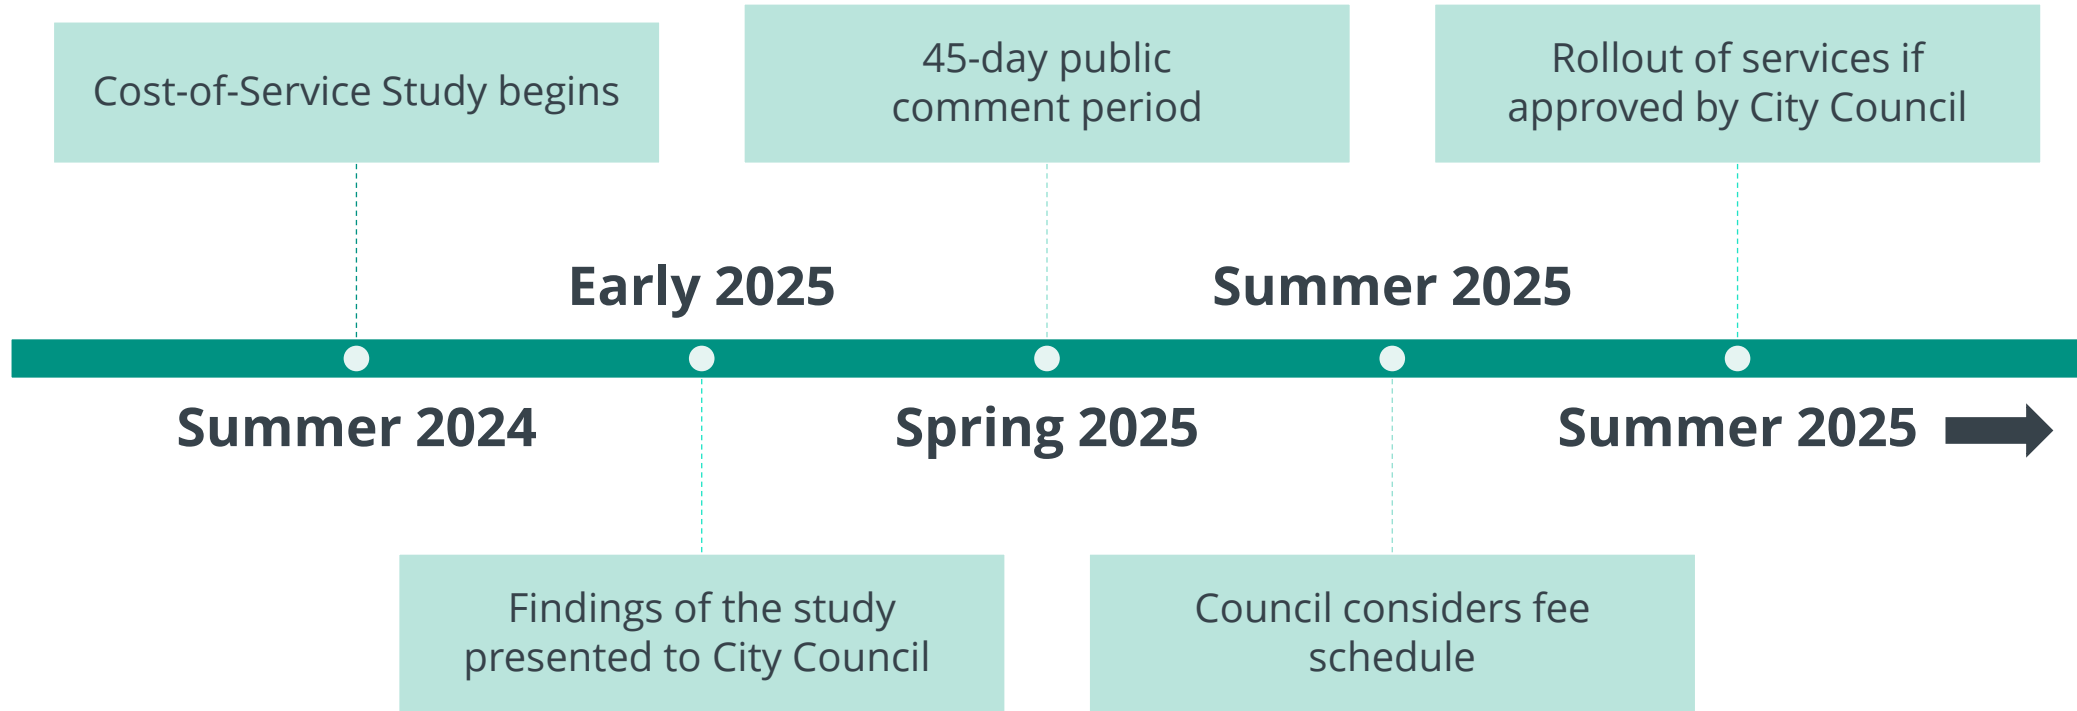 Cost-of-Service Study begins
45-day public
comment period
Rollout of services if
approved by City Council
Early 2025
Summer 2025
Summer 2024
Spring 2025
Summer 2025
Findings of the study
presented to City Council
Council considers fee
schedule